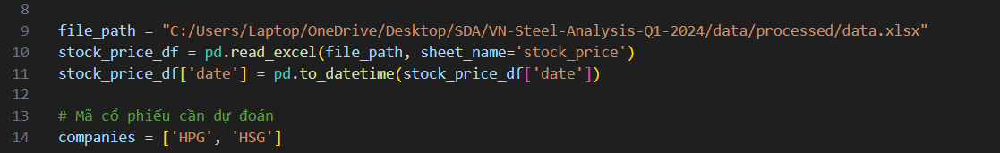 8
9 file_path = "C:/Users/Laptop/OneDrive/Desktop/SDA/VN-Steel-Analysis-Q1-2024/data/processed/data.xlsx"
10 stock_price_df = pd.read_excel(file_path, sheet_name='stock_price')
11 stock_price_df['date'] = pd.to_datetime(stock_price_df['date'])
12
13 # Mã cổ phiếu cần dự đoán
14 companies = ['HPG', 'HSG']